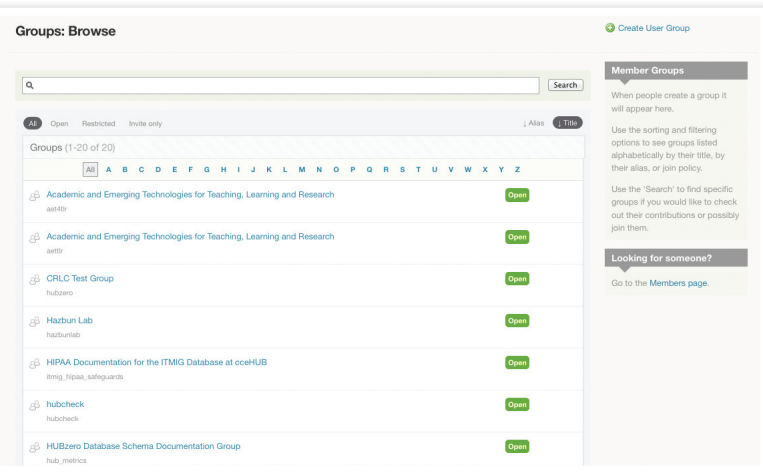 Groups: Browse
Create User Group
Search
All Open Restricted Invite only ↓ Alias ↓ Title
Groups (1-20 of 20)
All A B C D E F G H I J K L M N O P Q R S T U V W X Y Z
Academic and Emerging Technologies for Teaching, Learning and Research Open
aet4tlr
Academic and Emerging Technologies for Teaching, Learning and Research Open
aettlr
CRLC Test Group Open
hubzero
Hazbun Lab Open
hazbunlab
HIPAA Documentation for the ITMIG Database at cceHUB Open
itmig_hipaa_safeguards
hubcheck Open
hubcheck
HUBzero Database Schema Documentation Group Open
hub_metrics
Member Groups
When people create a group it
will appear here.
Use the sorting and filtering
options to see groups listed
alphabetically by their title, by
their alias, or join policy.
Use the 'Search' to find specific
groups if you would like to check
out their contributions or possibly
join them.
Looking for someone?
Go to the Members page.